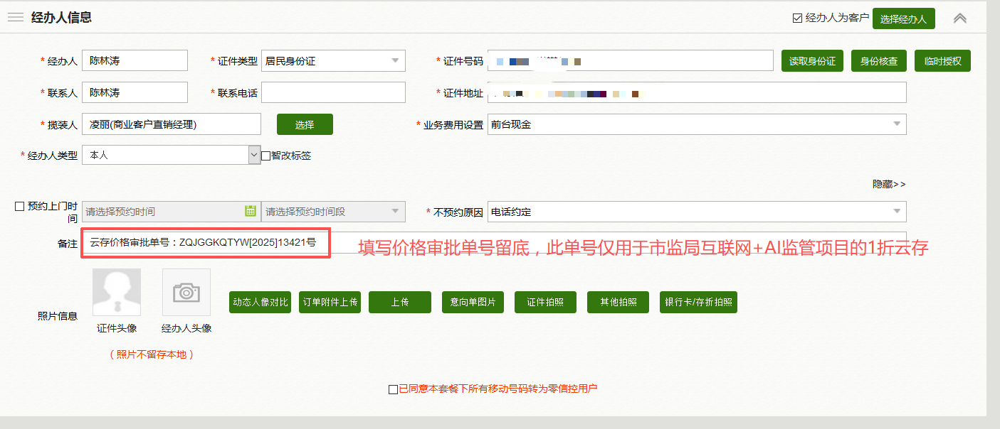 经办人信息
经办人为客户 选择经办人
* 经办人 陈林涛 * 证件类型 居民身份证 * 证件号码 读取身份证 身份核查 临时授权
* 联系人 陈林涛 * 联系电话 * 证件地址
* 揽装人 凌丽(商业客户直销经理) 选择 * 业务费用设置 前台现金
* 经办人类型 本人 智改标签
隐藏>>
预约上门时间 请选择预约时间 请选择预约时间段 * 不预约原因 电话约定
备注 云存价格审批单号：ZQJGGKQTYW[2025]13421号 填写价格审批单号留底，此单号仅用于市监局互联网+AI监管项目的1折云存
照片信息 动态人像对比 订单附件上传 上传 意向单图片 证件拍照 其他拍照 银行卡/存折拍照
证件头像 经办人头像
（照片不留存本地）
已同意本套餐下所有移动号码转为零信控用户